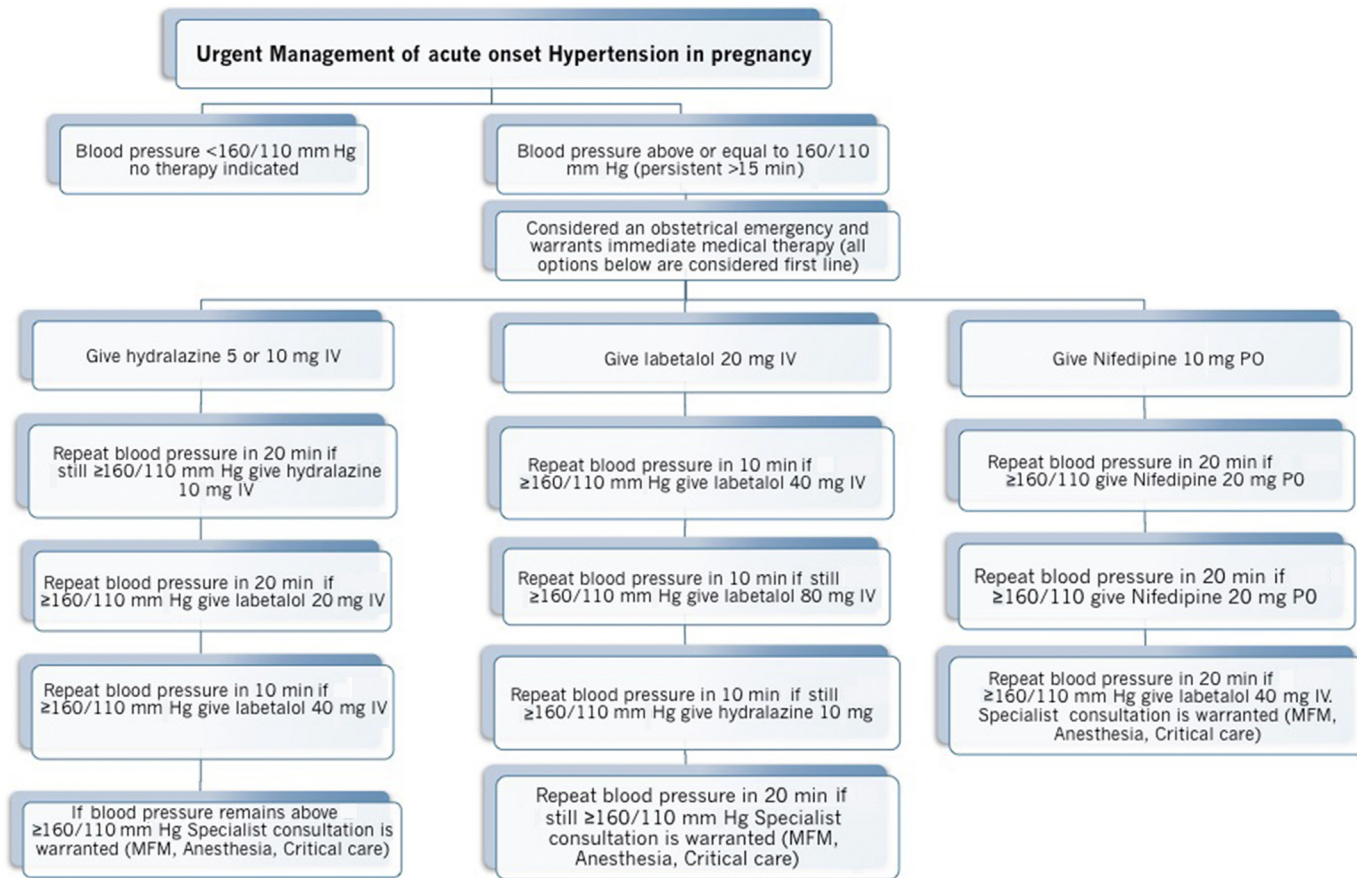 Urgent Management of acute onset Hypertension in pregnancy
Blood pressure <160/110 mm Hg
no therapy indicated
Blood pressure above or equal to 160/110
mm Hg (persistent >15 min)
Considered an obstetrical emergency and
warrants immediate medical therapy (all
options below are considered first line)
Give hydralazine 5 or 10 mg IV
Repeat blood pressure in 20 min if
still ≥160/110 mm Hg give hydralazine
10 mg IV
Repeat blood pressure in 20 min if
≥160/110 mm Hg give labetalol 20 mg IV
Repeat blood pressure in 10 min if
≥160/110 mm Hg give labetalol 40 mg IV
If blood pressure remains above
≥160/110 mm Hg Specialist consultation is
warranted (MFM, Anesthesia, Critical care)
Give labetalol 20 mg IV
Repeat blood pressure in 10 min if
≥160/110 mm Hg give labetalol 40 mg IV
Repeat blood pressure in 10 min if still
≥160/110 mm Hg give labetalol 80 mg IV
Repeat blood pressure in 10 min if still
≥160/110 mm Hg give hydralazine 10 mg
Repeat blood pressure in 20 min if
still ≥160/110 mm Hg Specialist
consultation is warranted (MFM,
Anesthesia, Critical care)
Give Nifedipine 10 mg PO
Repeat blood pressure in 20 min if
≥160/110 give Nifedipine 20 mg PO
Repeat blood pressure in 20 min if
≥160/110 give Nifedipine 20 mg PO
Repeat blood pressure in 20 min if
≥160/110 mm Hg give labetalol 40 mg IV.
Specialist consultation is warranted (MFM,
Anesthesia, Critical care)